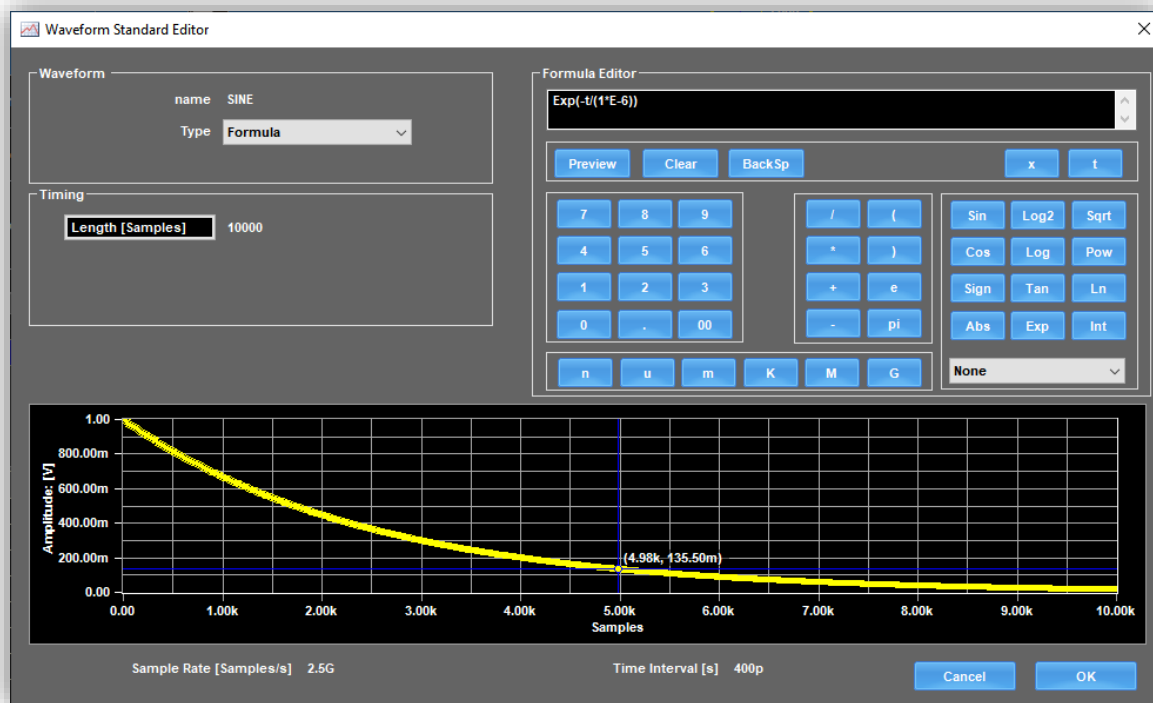 Waveform Standard Editor
Waveform
name SINE
Type Formula
Timing
Length [Samples] 10000
Formula Editor
Exp(-t/(1*E-6))
Preview Clear BackSp x t
7 8 9 / ( Sin Log2 Sqrt
4 5 6 * ) Cos Log Pow
1 2 3 + e Sign Tan Ln
0 . 00 - pi Abs Exp Int
n u m K M G None
1.00
800.00m
600.00m
400.00m
200.00m
0.00
Amplitude: [V]
(4.98k, 135.50m)
0.00 1.00k 2.00k 3.00k 4.00k 5.00k 6.00k 7.00k 8.00k 9.00k 10.00k
Samples
Sample Rate [Samples/s] 2.5G Time Interval [s] 400p Cancel OK